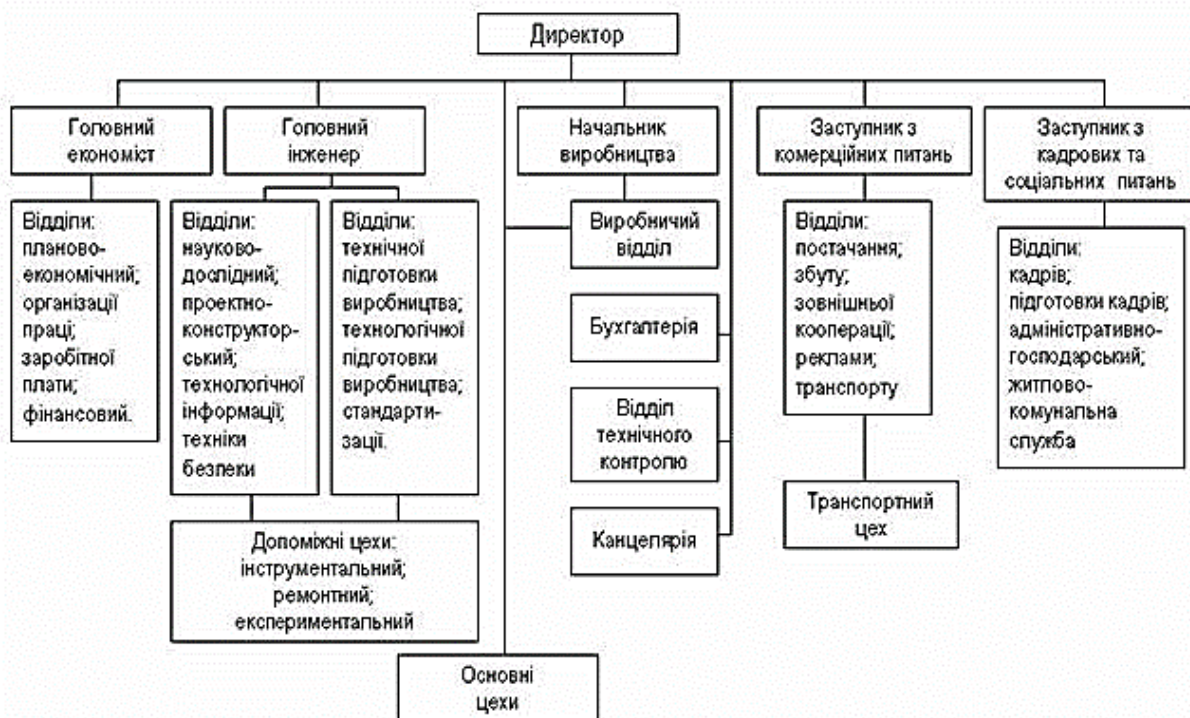 Директор
Головний
економіст
Головний
інженер
Начальник
виробництва
Заступник з
комерційних питань
Заступник з
кадрових та
соціальних питань
Відділи:
планово-
економічний;
організації
праці;
заробітної
плати;
фінансовий.
Відділи:
науково-
дослідний;
проектно-
конструктор-
ський;
технологічної
інформації;
техніки
безпеки
Відділи:
технічної
підготовки
виробництва;
технологічної
підготовки
виробництва;
стандарти-
зації.
Виробничий
відділ
Бухгалтерія
Відділ
технічного
контролю
Канцелярія
Відділи:
постачання;
збуту;
зовнішньої
кооперації;
реклами;
транспорту
Відділи:
кадрів;
підготовки кадрів;
адміністративно-
господарський;
житлово-
комунальна
служба
Транспортний
цех
Допоміжні цехи:
інструментальний;
ремонтний;
експериментальний
Основні
цехи